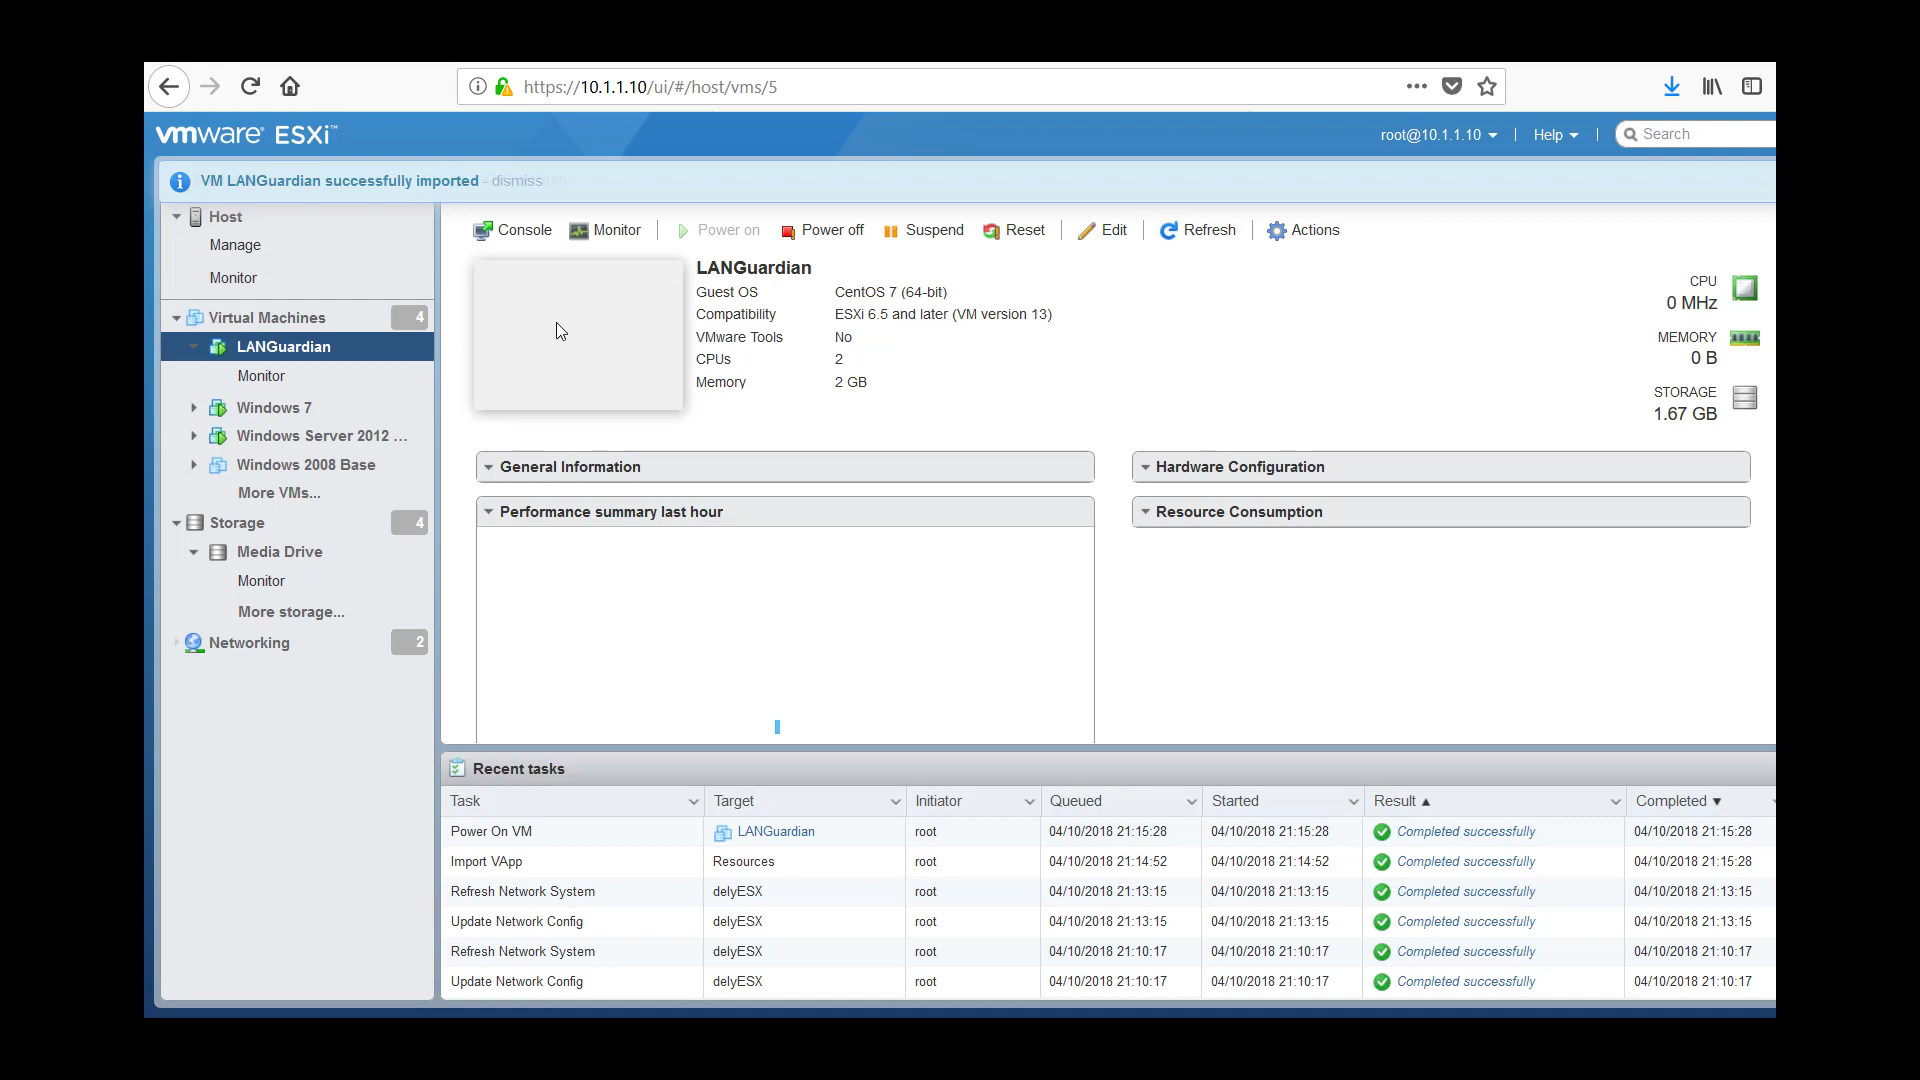 https://10.1.1.10/ui/#/host/vms/5
vmware ESXi™
root@10.1.1.10 | Help | Search
VM LANGuardian successfully imported - dismiss
Host
Manage
Monitor
Virtual Machines 4
LANGuardian
Monitor
Windows 7
Windows Server 2012 ...
Windows 2008 Base
More VMs...
Storage 4
Media Drive
Monitor
More storage...
Networking 2
Console Monitor | Power on Power off Suspend Reset | Edit | Refresh | Actions
LANGuardian
Guest OS CentOS 7 (64-bit)
Compatibility ESXi 6.5 and later (VM version 13)
VMware Tools No
CPUs 2
Memory 2 GB
CPU
0 MHz
MEMORY
0 B
STORAGE
1.67 GB
General Information
Hardware Configuration
Performance summary last hour
Resource Consumption
Recent tasks
Task Target Initiator Queued Started Result Completed
Power On VM LANGuardian root 04/10/2018 21:15:28 04/10/2018 21:15:28 Completed successfully 04/10/2018 21:15:28
Import VApp Resources root 04/10/2018 21:14:52 04/10/2018 21:14:52 Completed successfully 04/10/2018 21:15:28
Refresh Network System delyESX root 04/10/2018 21:13:15 04/10/2018 21:13:15 Completed successfully 04/10/2018 21:13:15
Update Network Config delyESX root 04/10/2018 21:13:15 04/10/2018 21:13:15 Completed successfully 04/10/2018 21:13:15
Refresh Network System delyESX root 04/10/2018 21:10:17 04/10/2018 21:10:17 Completed successfully 04/10/2018 21:10:17
Update Network Config delyESX root 04/10/2018 21:10:17 04/10/2018 21:10:17 Completed successfully 04/10/2018 21:10:17